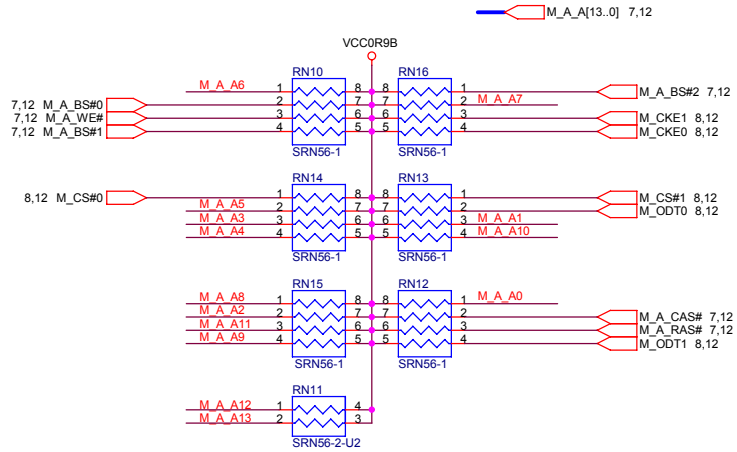 M_A_A[13..0] 7,12
VCC0R9B
RN10 RN16
M_A_A6 1 8 8 1 M_A_BS#2 7,12
7,12 M_A_BS#0 2 7 7 2 M_A_A7
7,12 M_A_WE# 3 6 6 3 M_CKE1 8,12
7,12 M_A_BS#1 4 5 5 4 M_CKE0 8,12
SRN56-1 SRN56-1
RN14 RN13
8,12 M_CS#0 1 8 8 1 M_CS#1 8,12
M_A_A5 2 7 7 2 M_ODT0 8,12
M_A_A3 3 6 6 3 M_A_A1
M_A_A4 4 5 5 4 M_A_A10
SRN56-1 SRN56-1
RN15 RN12
M_A_A8 1 8 8 1 M_A_A0
M_A_A2 2 7 7 2 M_A_CAS# 7,12
M_A_A11 3 6 6 3 M_A_RAS# 7,12
M_A_A9 4 5 5 4 M_ODT1 8,12
SRN56-1 SRN56-1
RN11
M_A_A12 1 4
M_A_A13 2 3
SRN56-2-U2